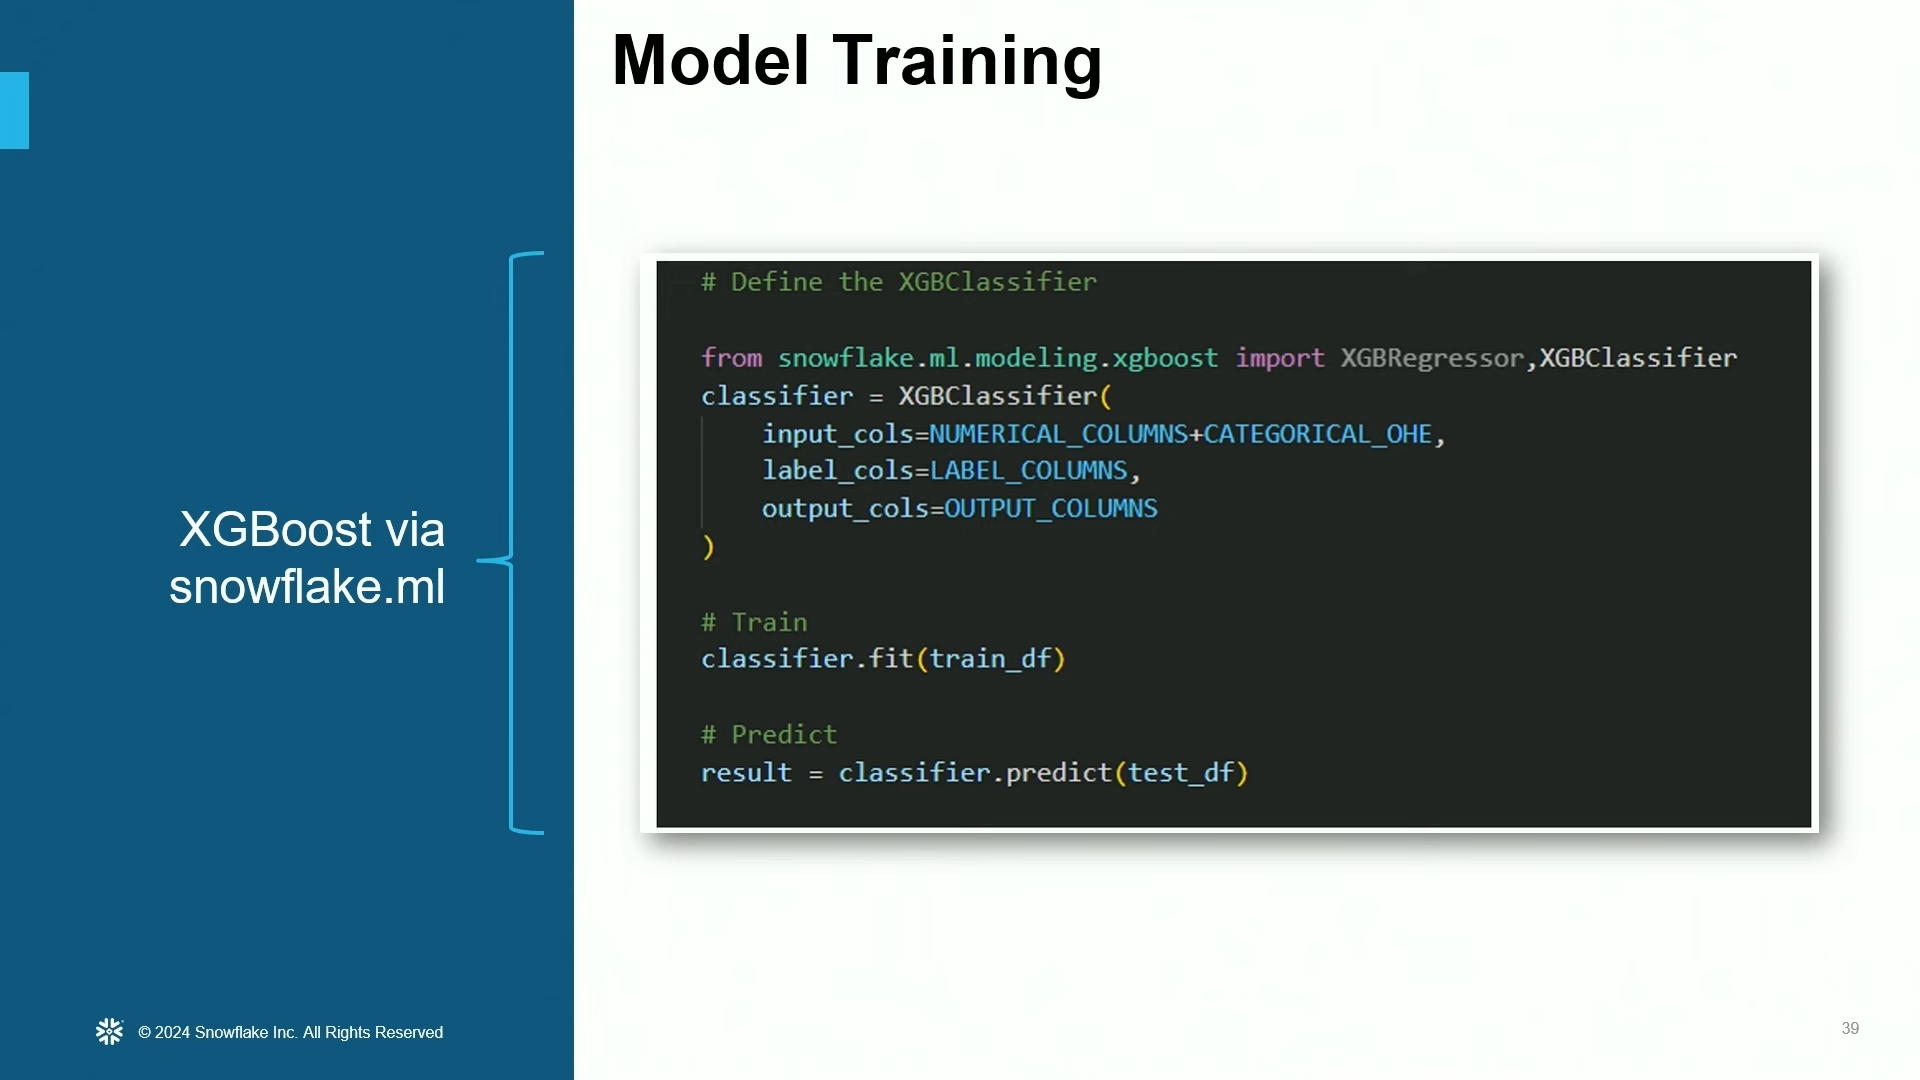 Model Training
XGBoost via
snowflake.ml
# Define the XGBClassifier
from snowflake.ml.modeling.xgboost import XGBRegressor,XGBClassifier
classifier = XGBClassifier(
    input_cols=NUMERICAL_COLUMNS+CATEGORICAL_OHE,
    label_cols=LABEL_COLUMNS,
    output_cols=OUTPUT_COLUMNS
)
# Train
classifier.fit(train_df)
# Predict
result = classifier.predict(test_df)
© 2024 Snowflake Inc. All Rights Reserved
39